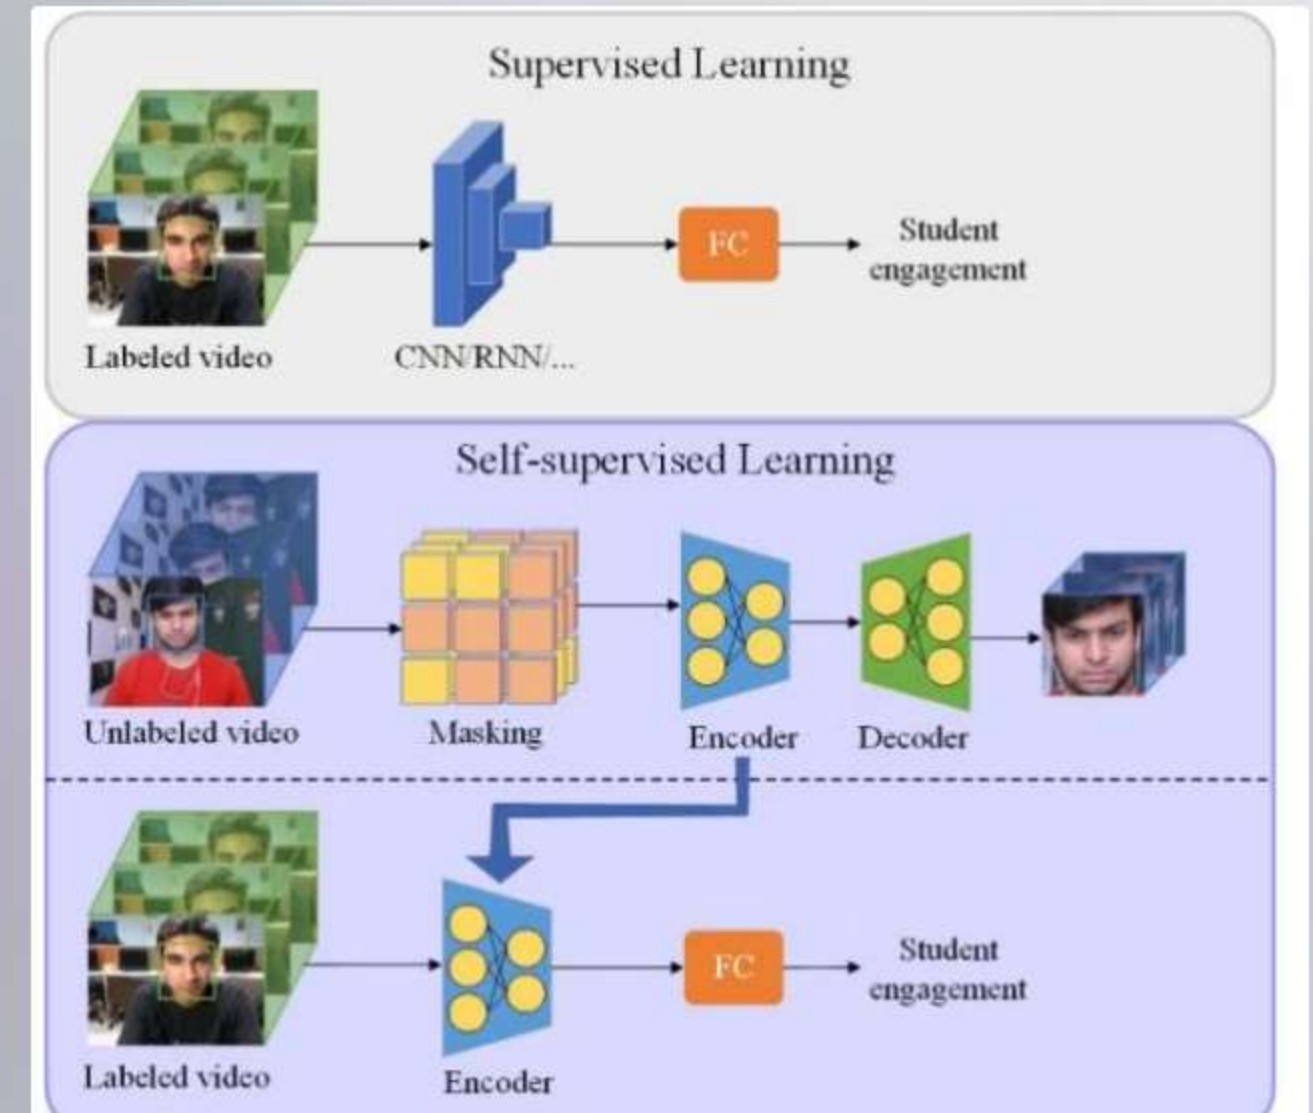 Supervised Learning
FC
Student
engagement
Labeled video
CNN/RNN/...
Self-supervised Learning
Unlabeled video
Masking
Encoder
Decoder
FC
Student
engagement
Labeled video
Encoder